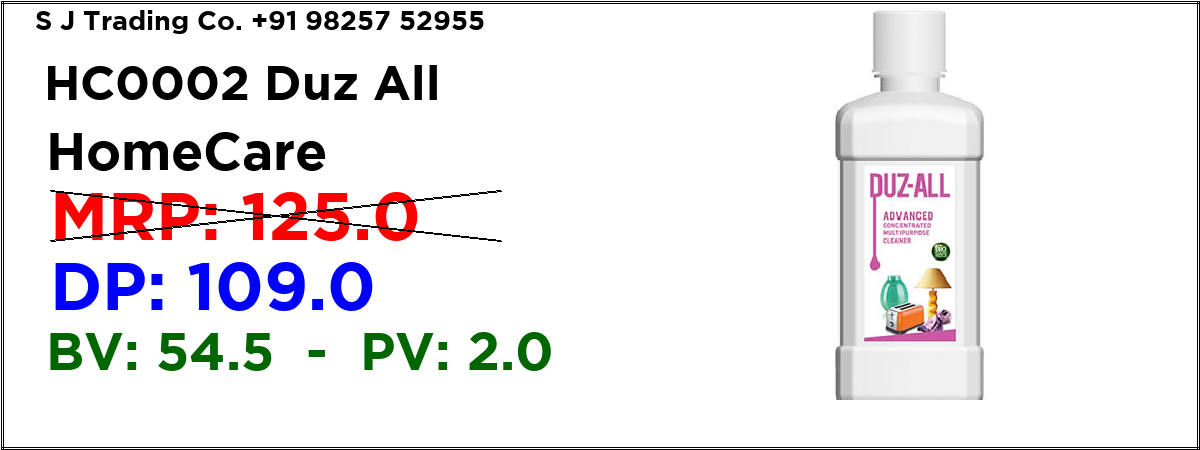 S J Trading Co. +91 98257 52955
HC0002 Duz All
HomeCare
MRP: 125.0
DP: 109.0
BV: 54.5 - PV: 2.0
DUZ-ALL
ADVANCED
CONCENTRATED
MULTIPURPOSE
CLEANER